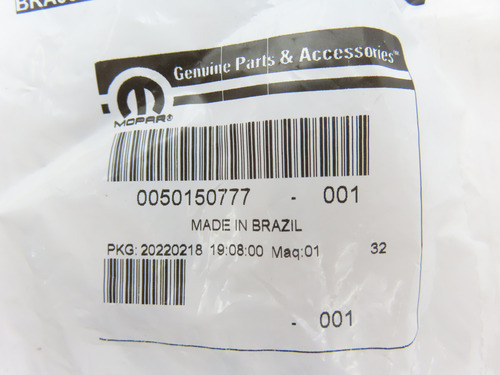 Genuine Parts & Accessories™
MOPAR®
0050150777 - 001
MADE IN BRAZIL
PKG: 20220218 19:08:00 Maq:01 32
- 001